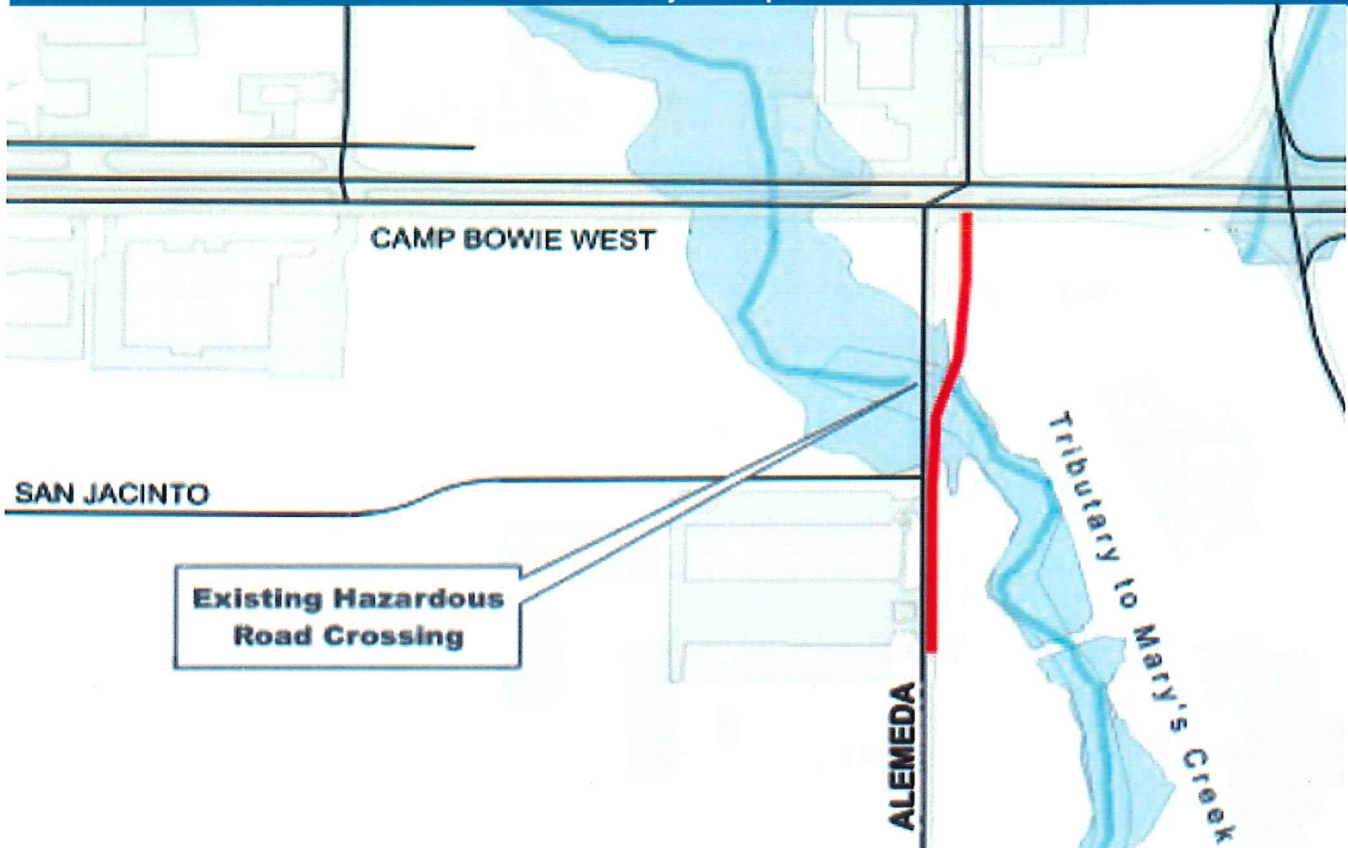 CAMP BOWIE WEST
SAN JACINTO
Existing Hazardous
Road Crossing
ALEMEDA
Tributary to Mary's Creek